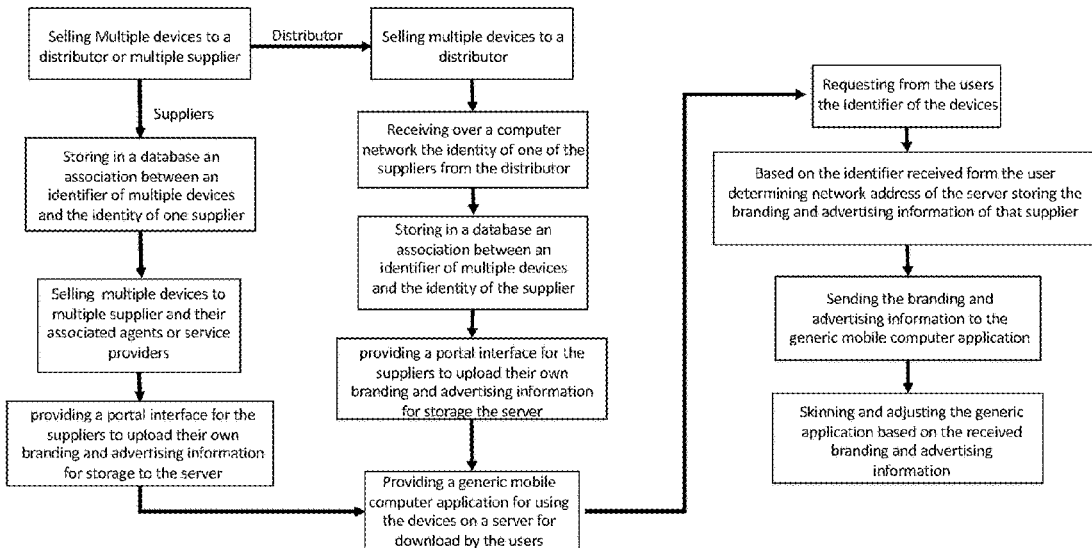 Selling Multiple devices to a
distributor or multiple supplier
Distributor
Suppliers
Storing in a database an
association between an
identifier of multiple devices
and the identity of one supplier
Selling multiple devices to
multiple supplier and their
associated agents or service
providers
providing a portal interface for the
suppliers to upload their own
branding and advertising information
for storage to the server
Selling multiple devices to a
distributor
Receiving over a computer
network the identity of one of the
suppliers from the distributor
Storing in a database an
association between an
identifier of multiple devices
and the identity of the supplier
providing a portal interface for the
suppliers to upload their own
branding and advertising information
for storage the server
Providing a generic mobile
computer application for using
the devices on a server for
download by the users
Requesting from the users
the identifier of the devices
Based on the identifier received form the user
determining network address of the server storing the
branding and advertising information of that supplier
Sending the branding and
advertising information to the
generic mobile computer application
Skinning and adjusting the generic
application based on the received
branding and advertising
information